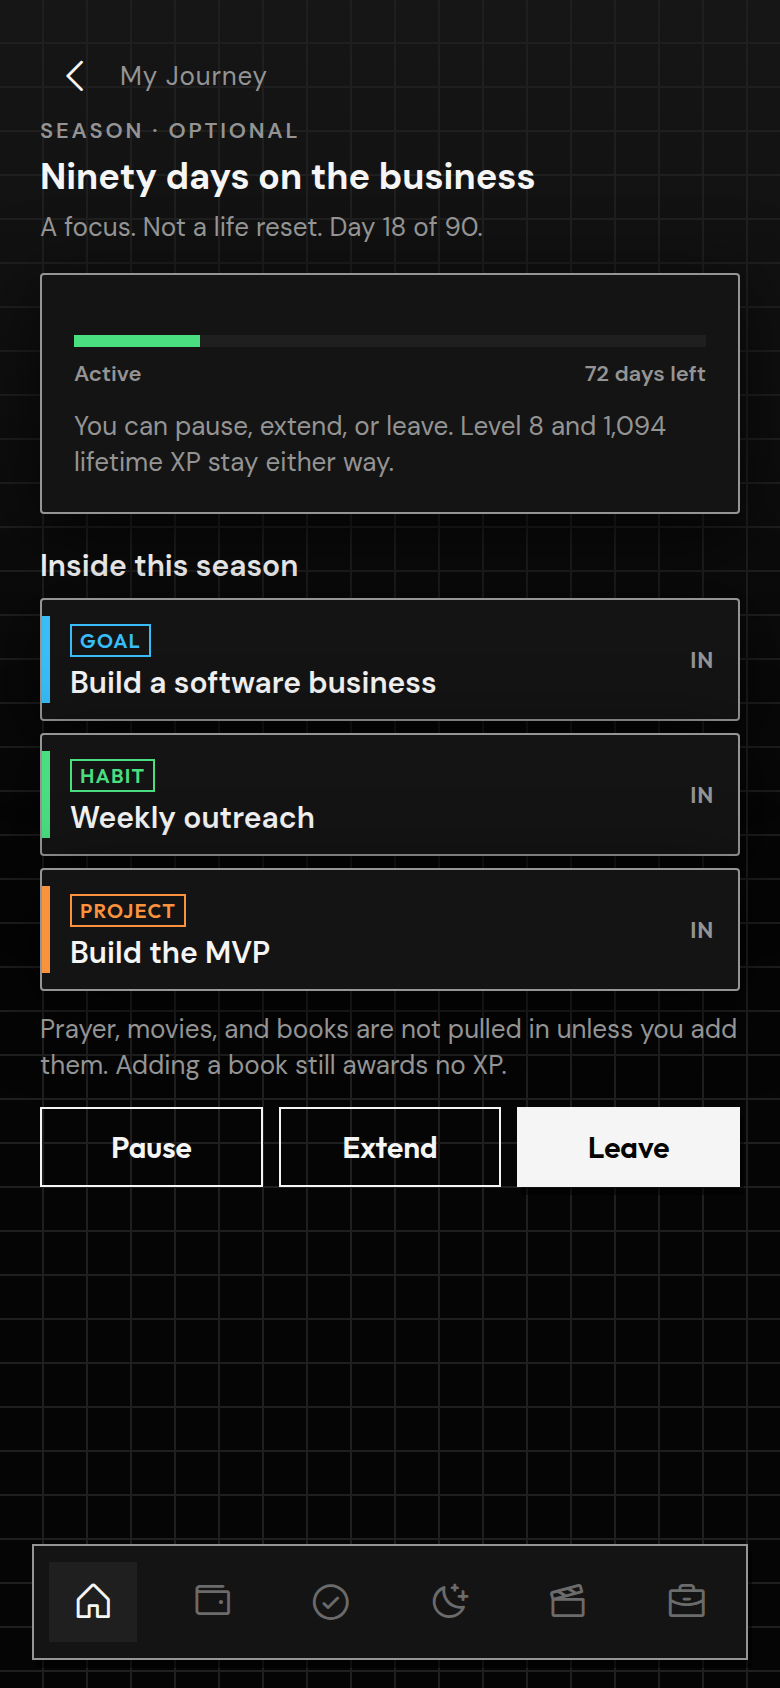 My Journey
SEASON · OPTIONAL
Ninety days on the business
A focus. Not a life reset. Day 18 of 90.
Active
72 days left
You can pause, extend, or leave. Level 8 and 1,094
lifetime XP stay either way.
Inside this season
GOAL
Build a software business
IN
HABIT
Weekly outreach
IN
PROJECT
Build the MVP
IN
Prayer, movies, and books are not pulled in unless you add
them. Adding a book still awards no XP.
Pause
Extend
Leave